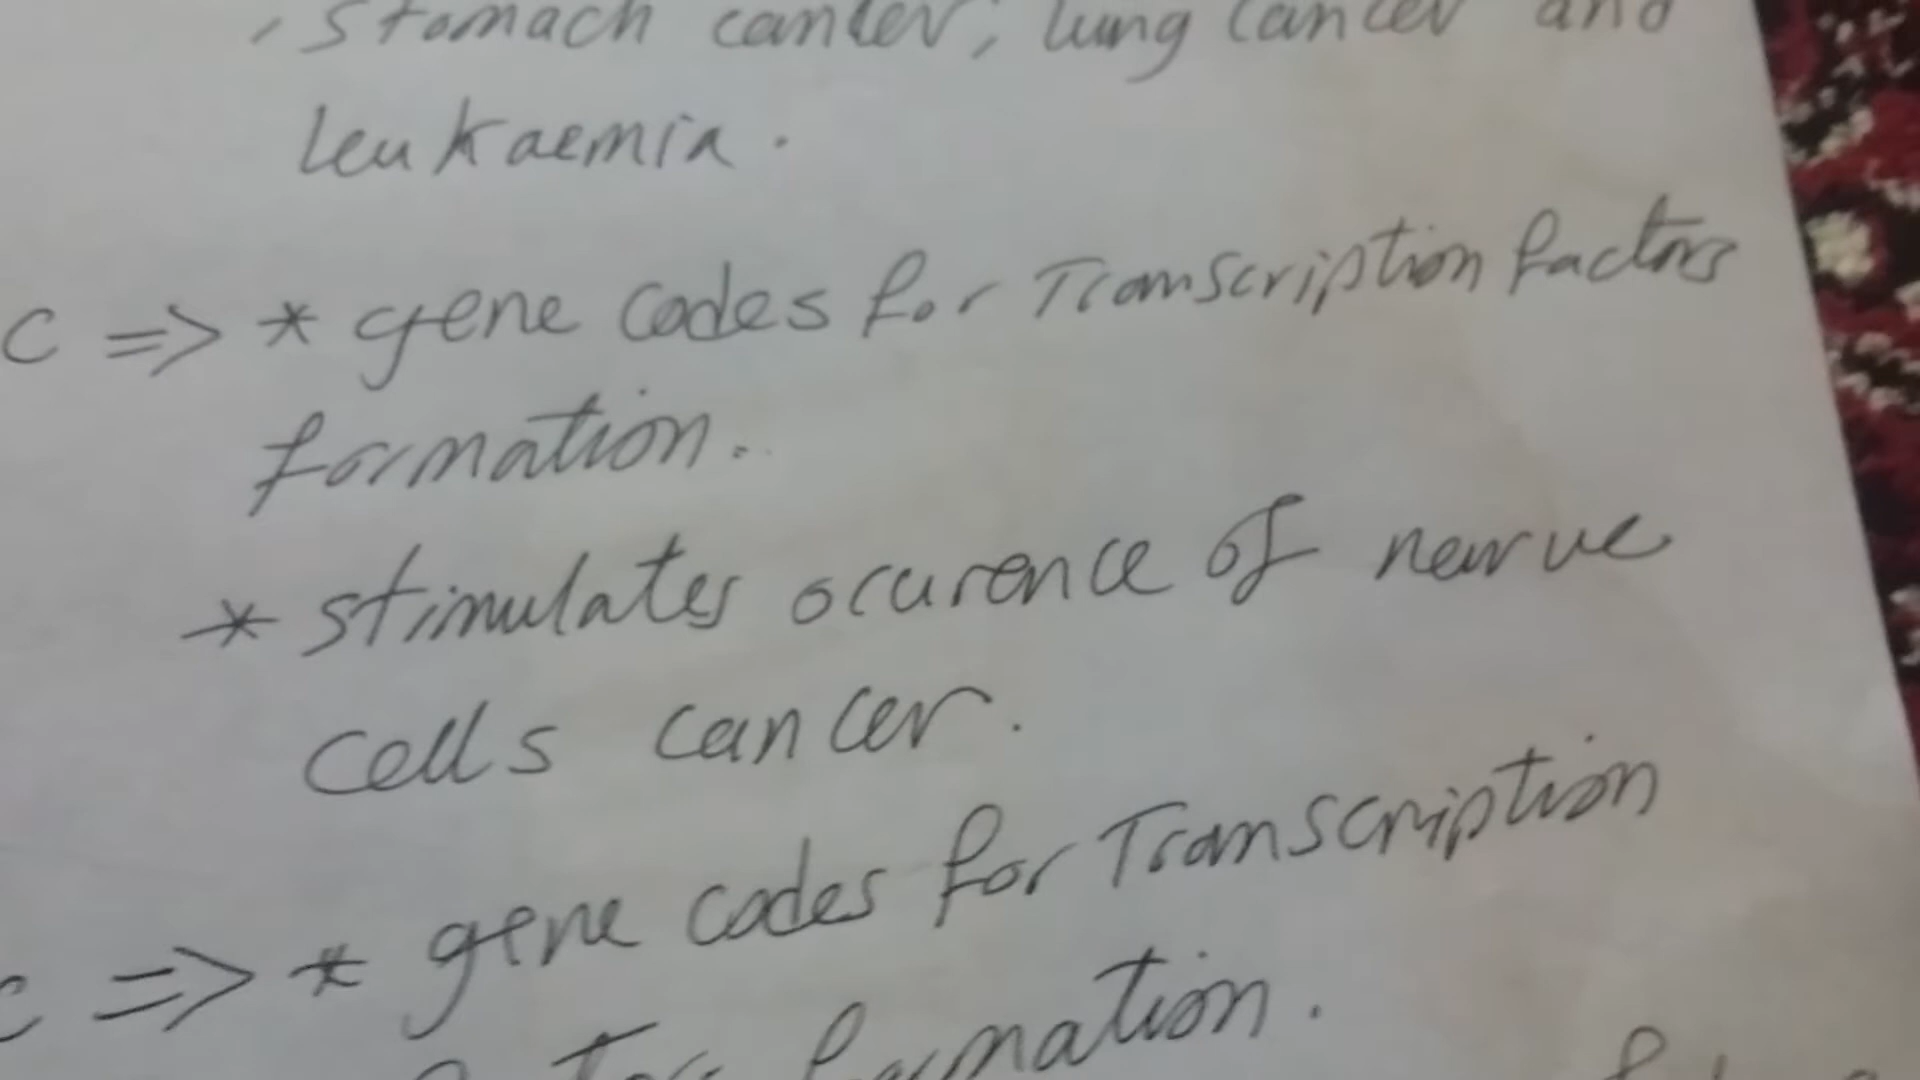 , stomach cancer, lung cancer and
leukaemia.
C => * gene codes for Transcription factors
formation.
* stimulates ocurence of nerve
cells cancer.
c => * gene codes for Transcription
formation.